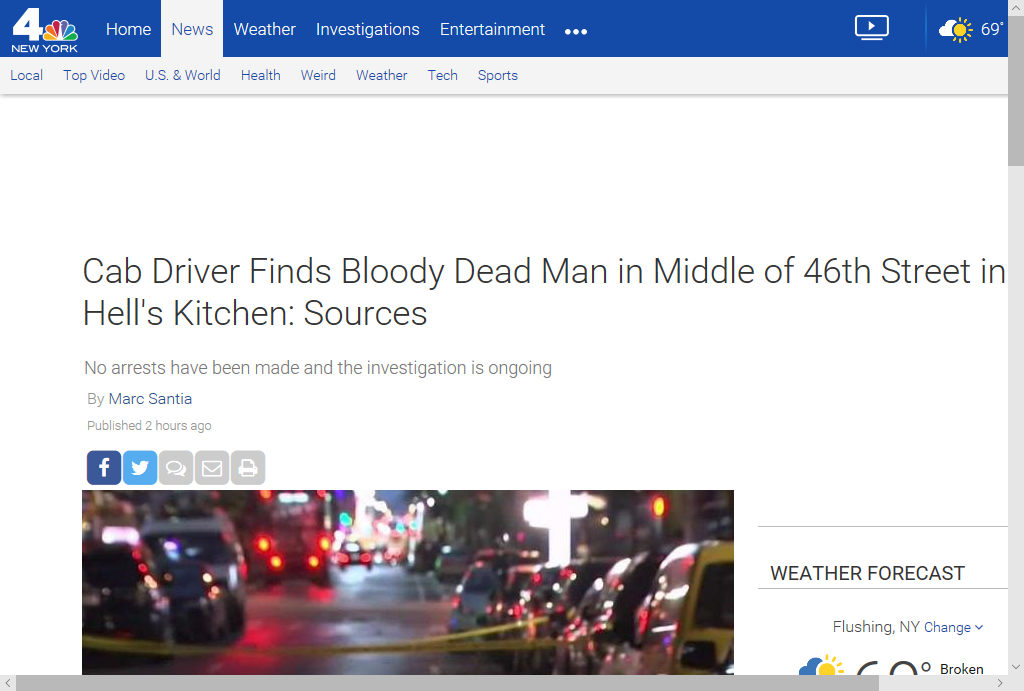 4
NEW YORK
Home News Weather Investigations Entertainment
69°
Local Top Video U.S. & World Health Weird Weather Tech Sports
Cab Driver Finds Bloody Dead Man in Middle of 46th Street in
Hell's Kitchen: Sources
No arrests have been made and the investigation is ongoing
By Marc Santia
Published 2 hours ago
WEATHER FORECAST
Flushing, NY Change
Broken